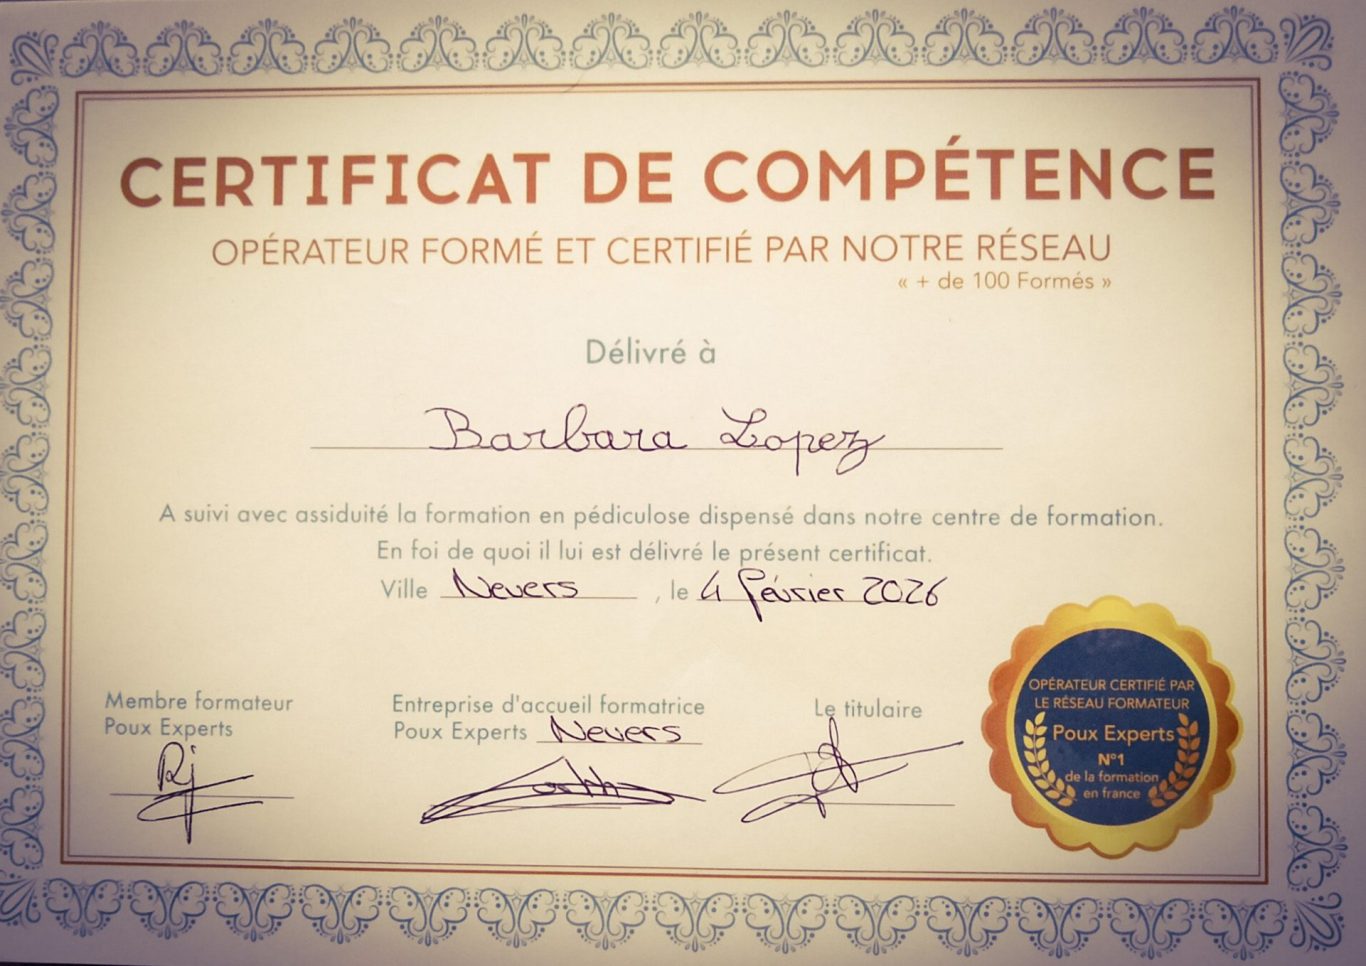 CERTIFICAT DE COMPÉTENCE
OPÉRATEUR FORMÉ ET CERTIFIÉ PAR NOTRE RÉSEAU
« + de 100 Formés »
Délivré à
Barbara Lopez
A suivi avec assiduité la formation en pédiculose dispensé dans notre centre de formation.
En foi de quoi il lui est délivré le présent certificat.
Ville Nevers , le 4 février 2026
Membre formateur
Poux Experts
Entreprise d'accueil formatrice
Poux Experts Nevers
Le titulaire
OPÉRATEUR CERTIFIÉ PAR
LE RÉSEAU FORMATEUR
Poux Experts
N°1
de la formation
en france